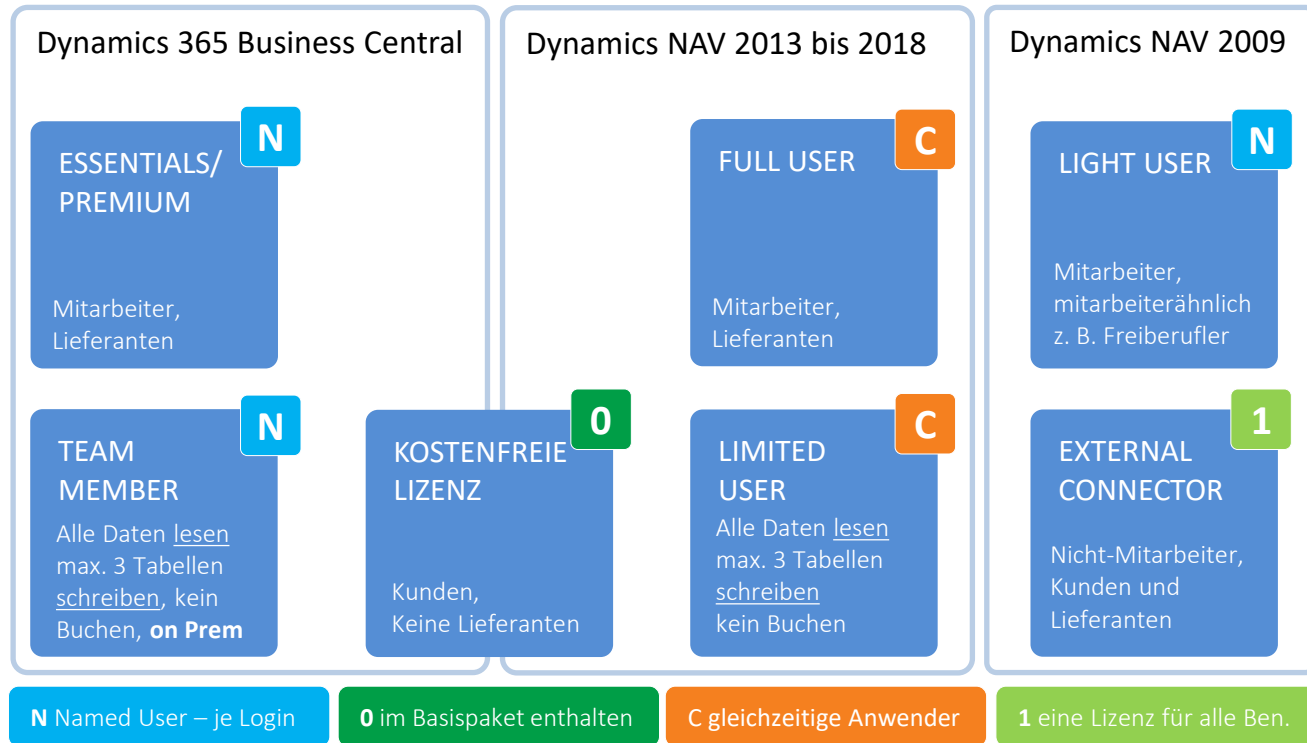 Dynamics 365 Business Central
N
ESSENTIALS/
PREMIUM
Mitarbeiter,
Lieferanten
N
TEAM
MEMBER
Alle Daten lesen
max. 3 Tabellen
schreiben, kein
Buchen, on Prem
0
KOSTENFREIE
LIZENZ
Kunden,
Keine Lieferanten
Dynamics NAV 2013 bis 2018
C
FULL USER
Mitarbeiter,
Lieferanten
C
LIMITED
USER
Alle Daten lesen
max. 3 Tabellen
schreiben
kein Buchen
Dynamics NAV 2009
N
LIGHT USER
Mitarbeiter,
mitarbeiterähnlich
z. B. Freiberufler
1
EXTERNAL
CONNECTOR
Nicht-Mitarbeiter,
Kunden und
Lieferanten
N Named User – je Login
0 im Basispaket enthalten
C gleichzeitige Anwender
1 eine Lizenz für alle Ben.